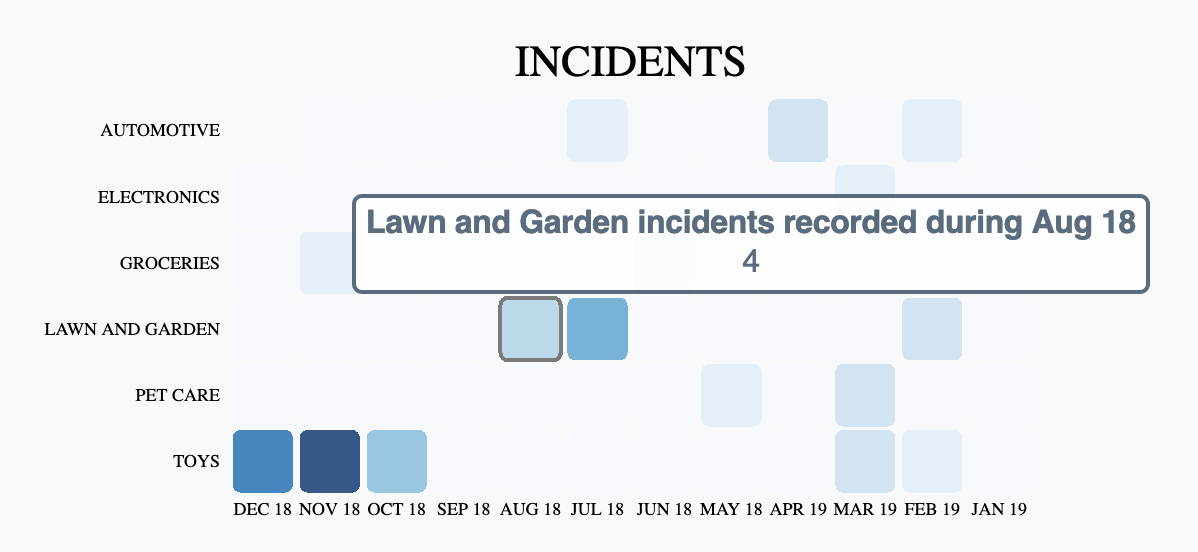 INCIDENTS
AUTOMOTIVE
ELECTRONICS
Lawn and Garden incidents recorded during Aug 18
4
GROCERIES
LAWN AND GARDEN
PET CARE
TOYS
DEC 18 NOV 18 OCT 18 SEP 18 AUG 18 JUL 18 JUN 18 MAY 18 APR 19 MAR 19 FEB 19 JAN 19